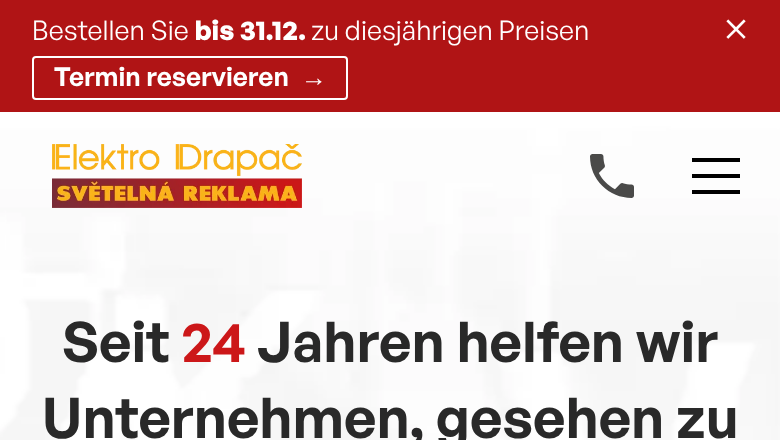 Bestellen Sie bis 31.12. zu diesjährigen Preisen
Termin reservieren →
Elektro Drapač
SVĚTELNÁ REKLAMA
Seit 24 Jahren helfen wir
Unternehmen, gesehen zu